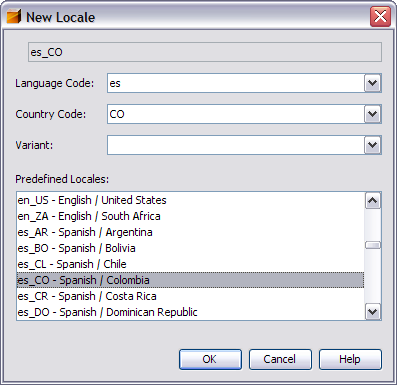 New Locale
es_CO
Language Code: es
Country Code: CO
Variant:
Predefined Locales:
en_US - English / United States
en_ZA - English / South Africa
es_AR - Spanish / Argentina
es_BO - Spanish / Bolivia
es_CL - Spanish / Chile
es_CO - Spanish / Colombia
es_CR - Spanish / Costa Rica
es_DO - Spanish / Dominican Republic
OK Cancel Help